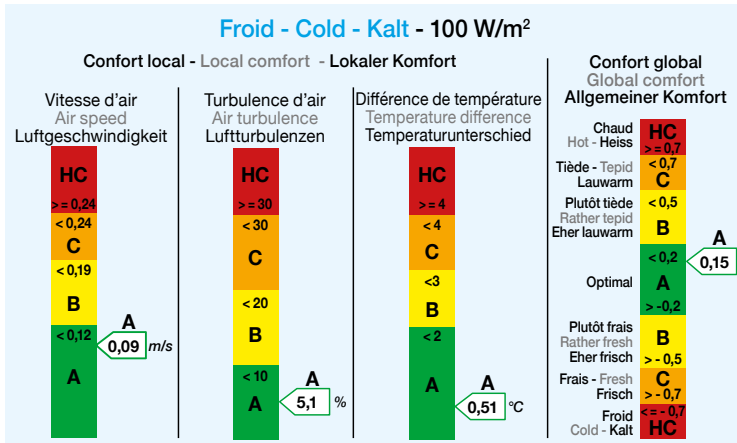 Froid - Cold - Kalt - 100 W/m²
Confort local - Local comfort - Lokaler Komfort
Vitesse d'air
Air speed
Luftgeschwindigkeit
HC
>= 0,24
< 0,24
C
< 0,19
B
< 0,12
A
A
0,09 m/s
Turbulence d'air
Air turbulence
Luftturbulenzen
HC
>= 30
< 30
C
< 20
B
< 10
A
A
5,1 %
Différence de température
Temperature difference
Temperaturunterschied
HC
>= 4
< 4
C
<3
B
< 2
A
A
0,51 °C
Confort global
Global comfort
Allgemeiner Komfort
Chaud
Hot - Heiss
HC
>= 0,7
Tiède - Tepid
Lauwarm
< 0,7
C
Plutôt tiède
Rather tepid
Eher lauwarm
< 0,5
B
Optimal
< 0,2
A
> -0,2
A
0,15
Plutôt frais
Rather fresh
Eher frisch
B
> - 0,5
Frais - Fresh
Frisch
C
> - 0,7
Froid
Cold - Kalt
<= - 0,7
HC